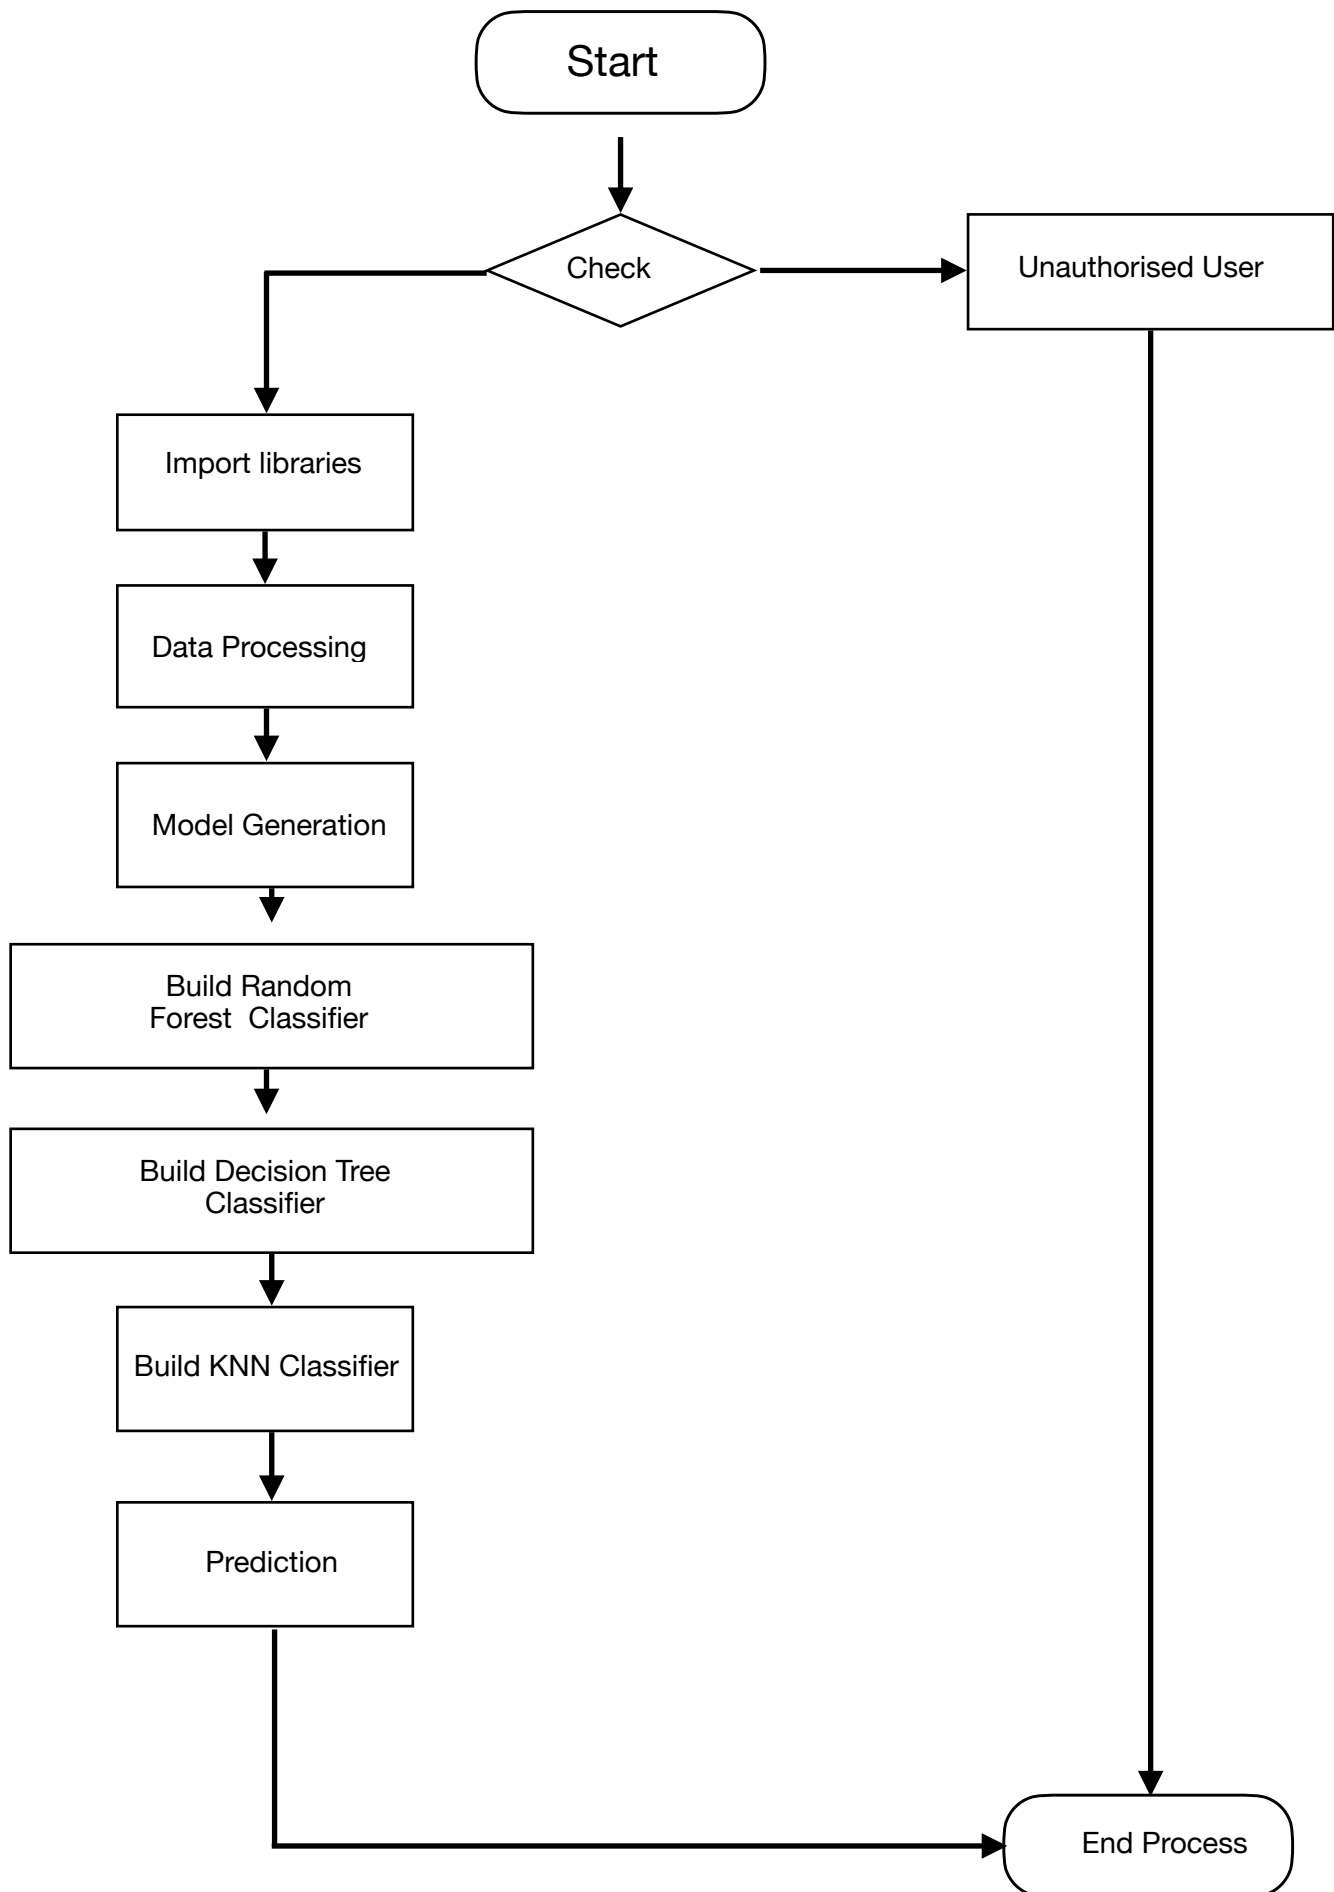 Start
Check
Unauthorised User
Import libraries
Data Processing
Model Generation
Build Random
Forest  Classifier
Build Decision Tree
Classifier
Build KNN Classifier
Prediction
End Process